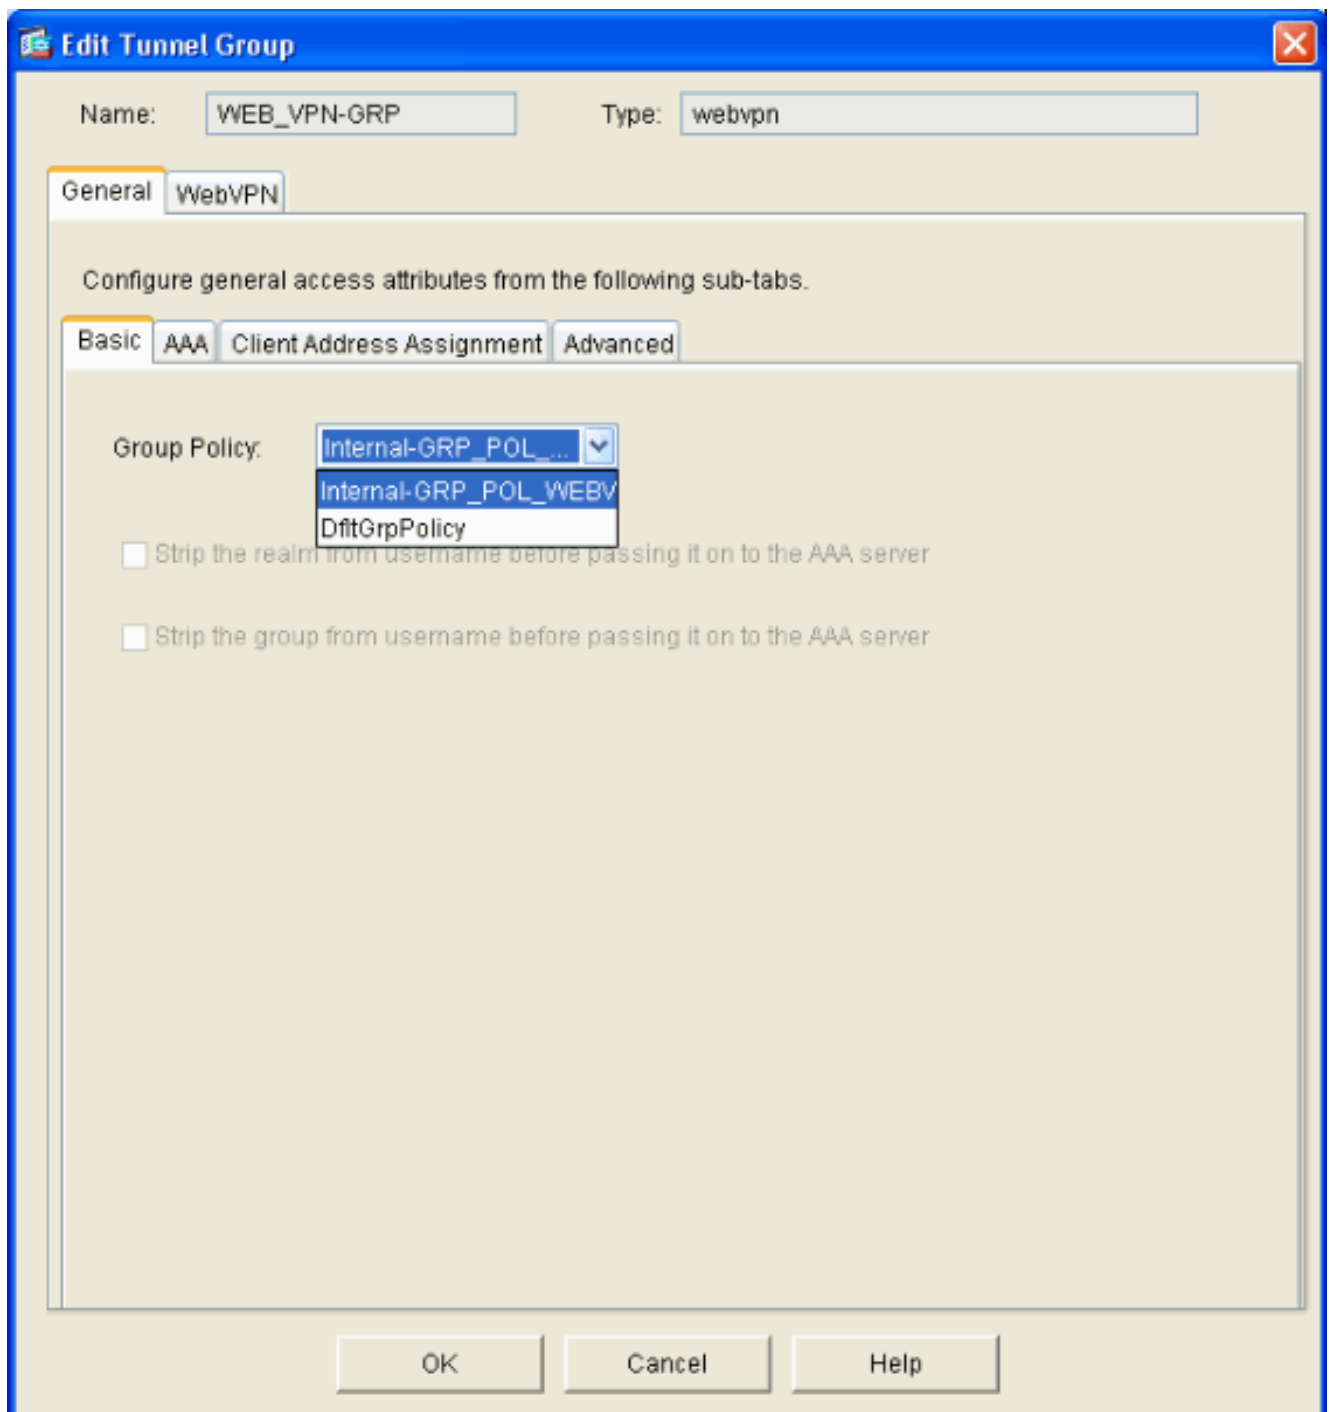 Edit Tunnel Group
Name: WEB_VPN-GRP Type: webvpn
General WebVPN
Configure general access attributes from the following sub-tabs.
Basic AAA Client Address Assignment Advanced
Group Policy: Internal-GRP_POL_...
Internal-GRP_POL_WEBV
DfltGrpPolicy
Strip the realm from username before passing it on to the AAA server
Strip the group from username before passing it on to the AAA server
OK Cancel Help